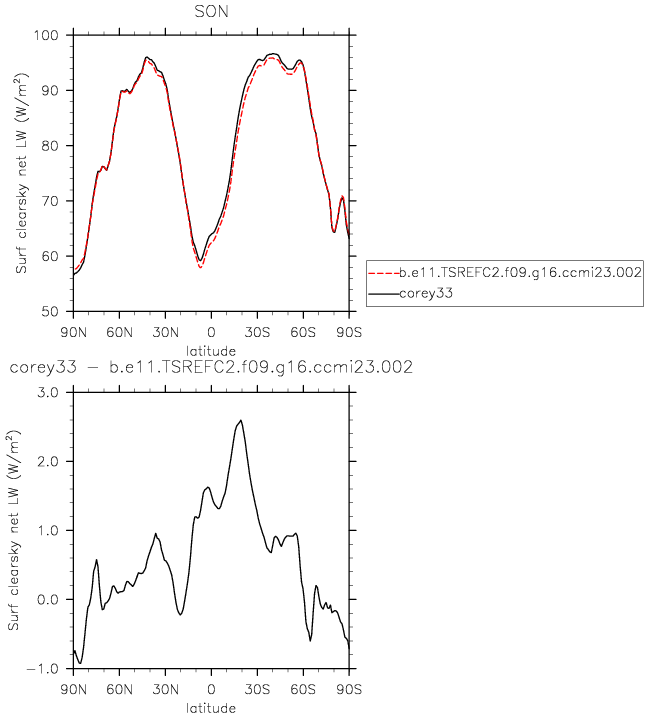 SON
100
90
80
70
60
50
Surf clearsky net LW (W/m²)
90N 60N 30N 0 30S 60S 90S
latitude
b.e11.TSREFC2.f09.g16.ccmi23.002
corey33
corey33 − b.e11.TSREFC2.f09.g16.ccmi23.002
3.0
2.0
1.0
0.0
−1.0
Surf clearsky net LW (W/m²)
90N 60N 30N 0 30S 60S 90S
latitude